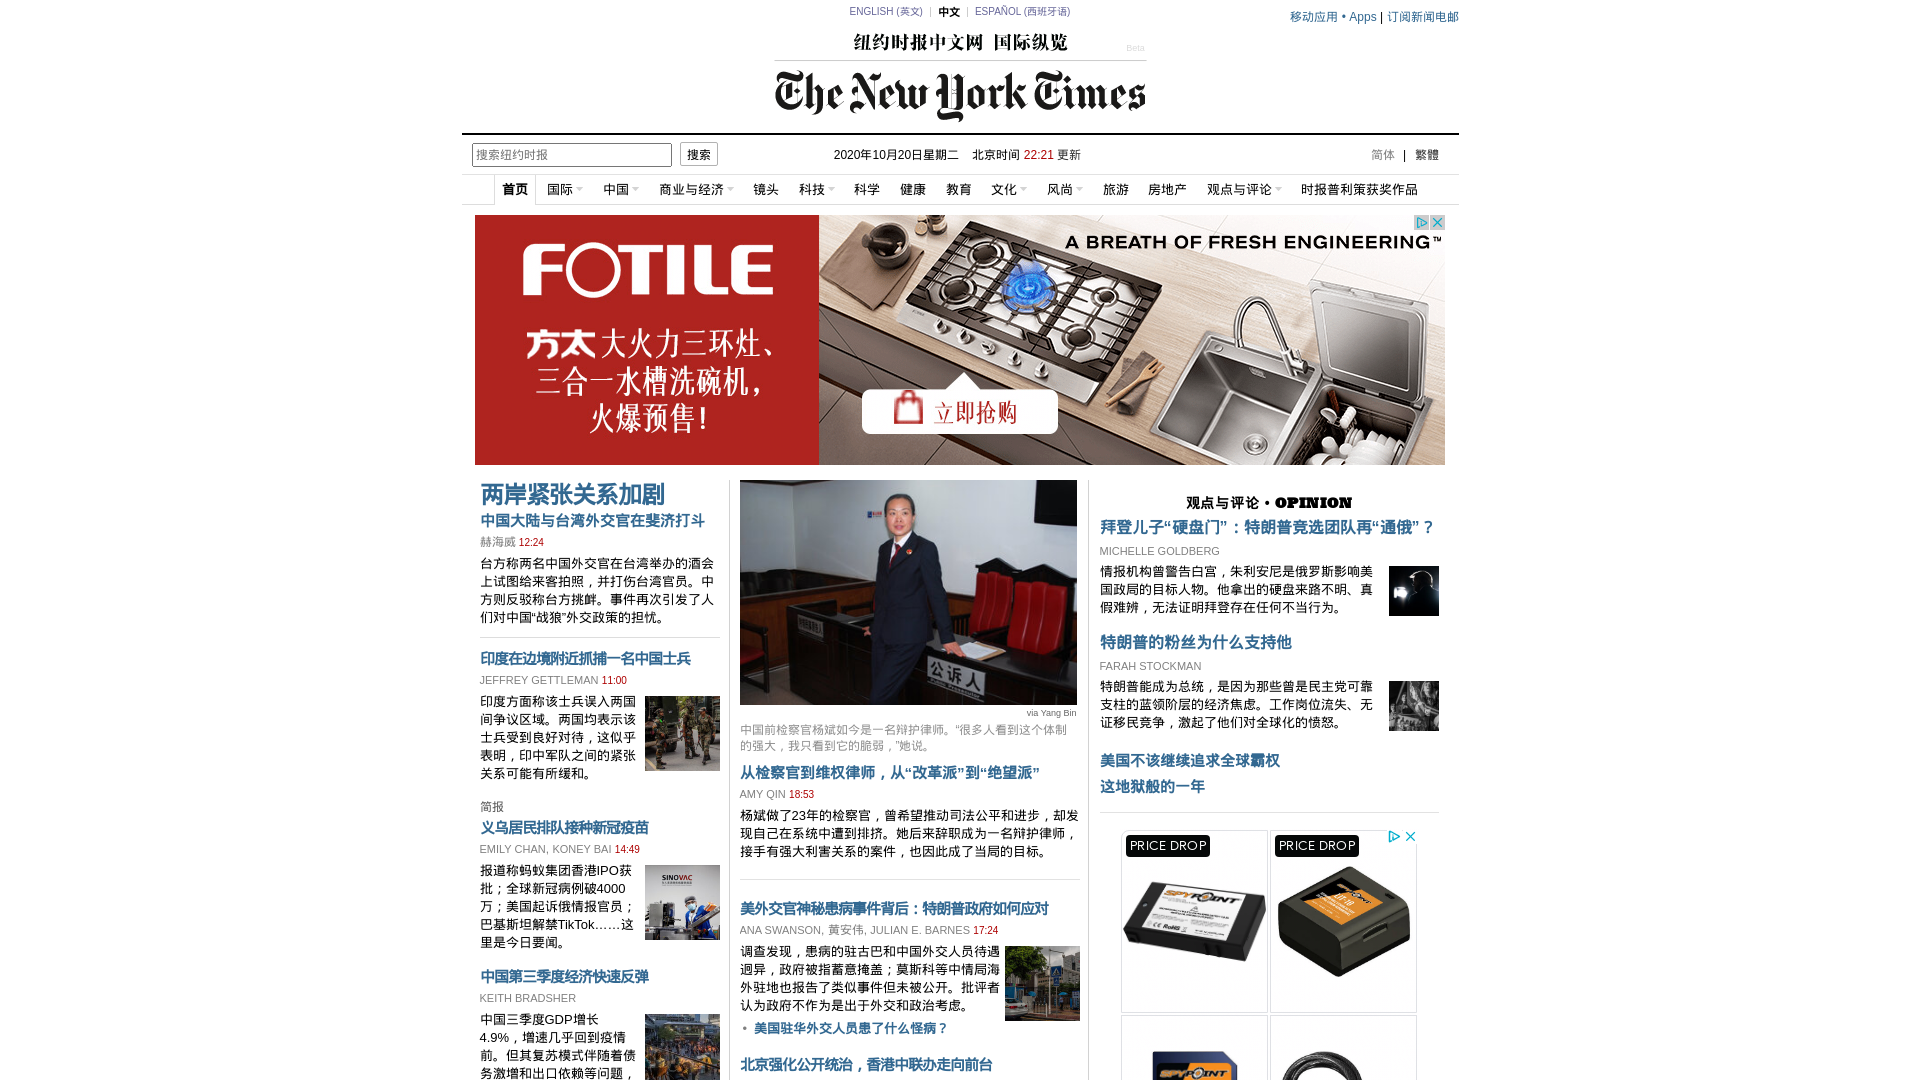 ENGLISH (英文) | 中文 | ESPAÑOL (西班牙语)
移动应用 • Apps | 订阅新闻电邮
纽约时报中文网 国际纵览
Beta
The New York Times
搜索纽约时报
搜索
2020年10月20日星期二 北京时间 22:21 更新
简体 | 繁體
首页 国际 中国 商业与经济 镜头 科技 科学 健康 教育 文化 风尚 旅游 房地产 观点与评论 时报普利策获奖作品
FOTILE
方太大火力三环灶、
三合一水槽洗碗机，
火爆预售！
A BREATH OF FRESH ENGINEERING™
立即抢购
两岸紧张关系加剧
中国大陆与台湾外交官在斐济打斗
赫海威 12:24
台方称两名中国外交官在台湾举办的酒会
上试图给来客拍照，并打伤台湾官员。中
方则反驳称台方挑衅。事件再次引发了人
们对中国“战狼”外交政策的担忧。
印度在边境附近抓捕一名中国士兵
JEFFREY GETTLEMAN 11:00
印度方面称该士兵误入两国
间争议区域。两国均表示该
士兵受到良好对待，这似乎
表明，印中军队之间的紧张
关系可能有所缓和。
简报
义乌居民排队接种新冠疫苗
EMILY CHAN, KONEY BAI 14:49
报道称蚂蚁集团香港IPO获
批；全球新冠病例破4000
万；美国起诉俄情报官员；
巴基斯坦解禁TikTok……这
里是今日要闻。
SINOVAC
中国第三季度经济快速反弹
KEITH BRADSHER
中国三季度GDP增长
4.9%，增速几乎回到疫情
前。但其复苏模式伴随着债
务激增和出口依赖等问题，
公诉人
via Yang Bin
中国前检察官杨斌如今是一名辩护律师。“很多人看到这个体制
的强大，我只看到它的脆弱，”她说。
从检察官到维权律师，从“改革派”到“绝望派”
AMY QIN 18:53
杨斌做了23年的检察官，曾希望推动司法公平和进步，却发
现自己在系统中遭到排挤。她后来辞职成为一名辩护律师，
接手有强大利害关系的案件，也因此成了当局的目标。
美外交官神秘患病事件背后：特朗普政府如何应对
ANA SWANSON, 黄安伟, JULIAN E. BARNES 17:24
调查发现，患病的驻古巴和中国外交人员待遇
迥异，政府被指蓄意掩盖；莫斯科等中情局海
外驻地也报告了类似事件但未被公开。批评者
认为政府不作为是出于外交和政治考虑。
• 美国驻华外交人员患了什么怪病？
北京强化公开统治，香港中联办走向前台
观点与评论 • OPINION
拜登儿子“硬盘门”：特朗普竞选团队再“通俄”？
MICHELLE GOLDBERG
情报机构曾警告白宫，朱利安尼是俄罗斯影响美
国政局的目标人物。他拿出的硬盘来路不明、真
假难辨，无法证明拜登存在任何不当行为。
特朗普的粉丝为什么支持他
FARAH STOCKMAN
特朗普能成为总统，是因为那些曾是民主党可靠
支柱的蓝领阶层的经济焦虑。工作岗位流失、无
证移民竞争，激起了他们对全球化的愤怒。
美国不该继续追求全球霸权
这地狱般的一年
PRICE DROP PRICE DROP
SPYPOINT
SPYPOINT